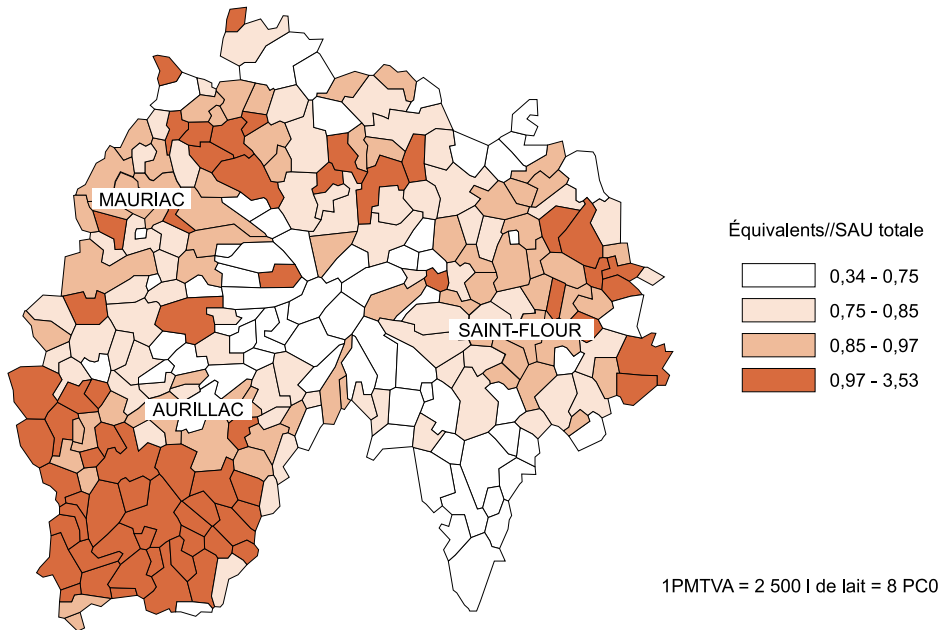 MAURIAC
Équivalents//SAU totale
0,34 - 0,75
0,75 - 0,85
SAINT-FLOUR
0,85 - 0,97
0,97 - 3,53
AURILLAC
1PMTVA = 2 500 l de lait = 8 PC0